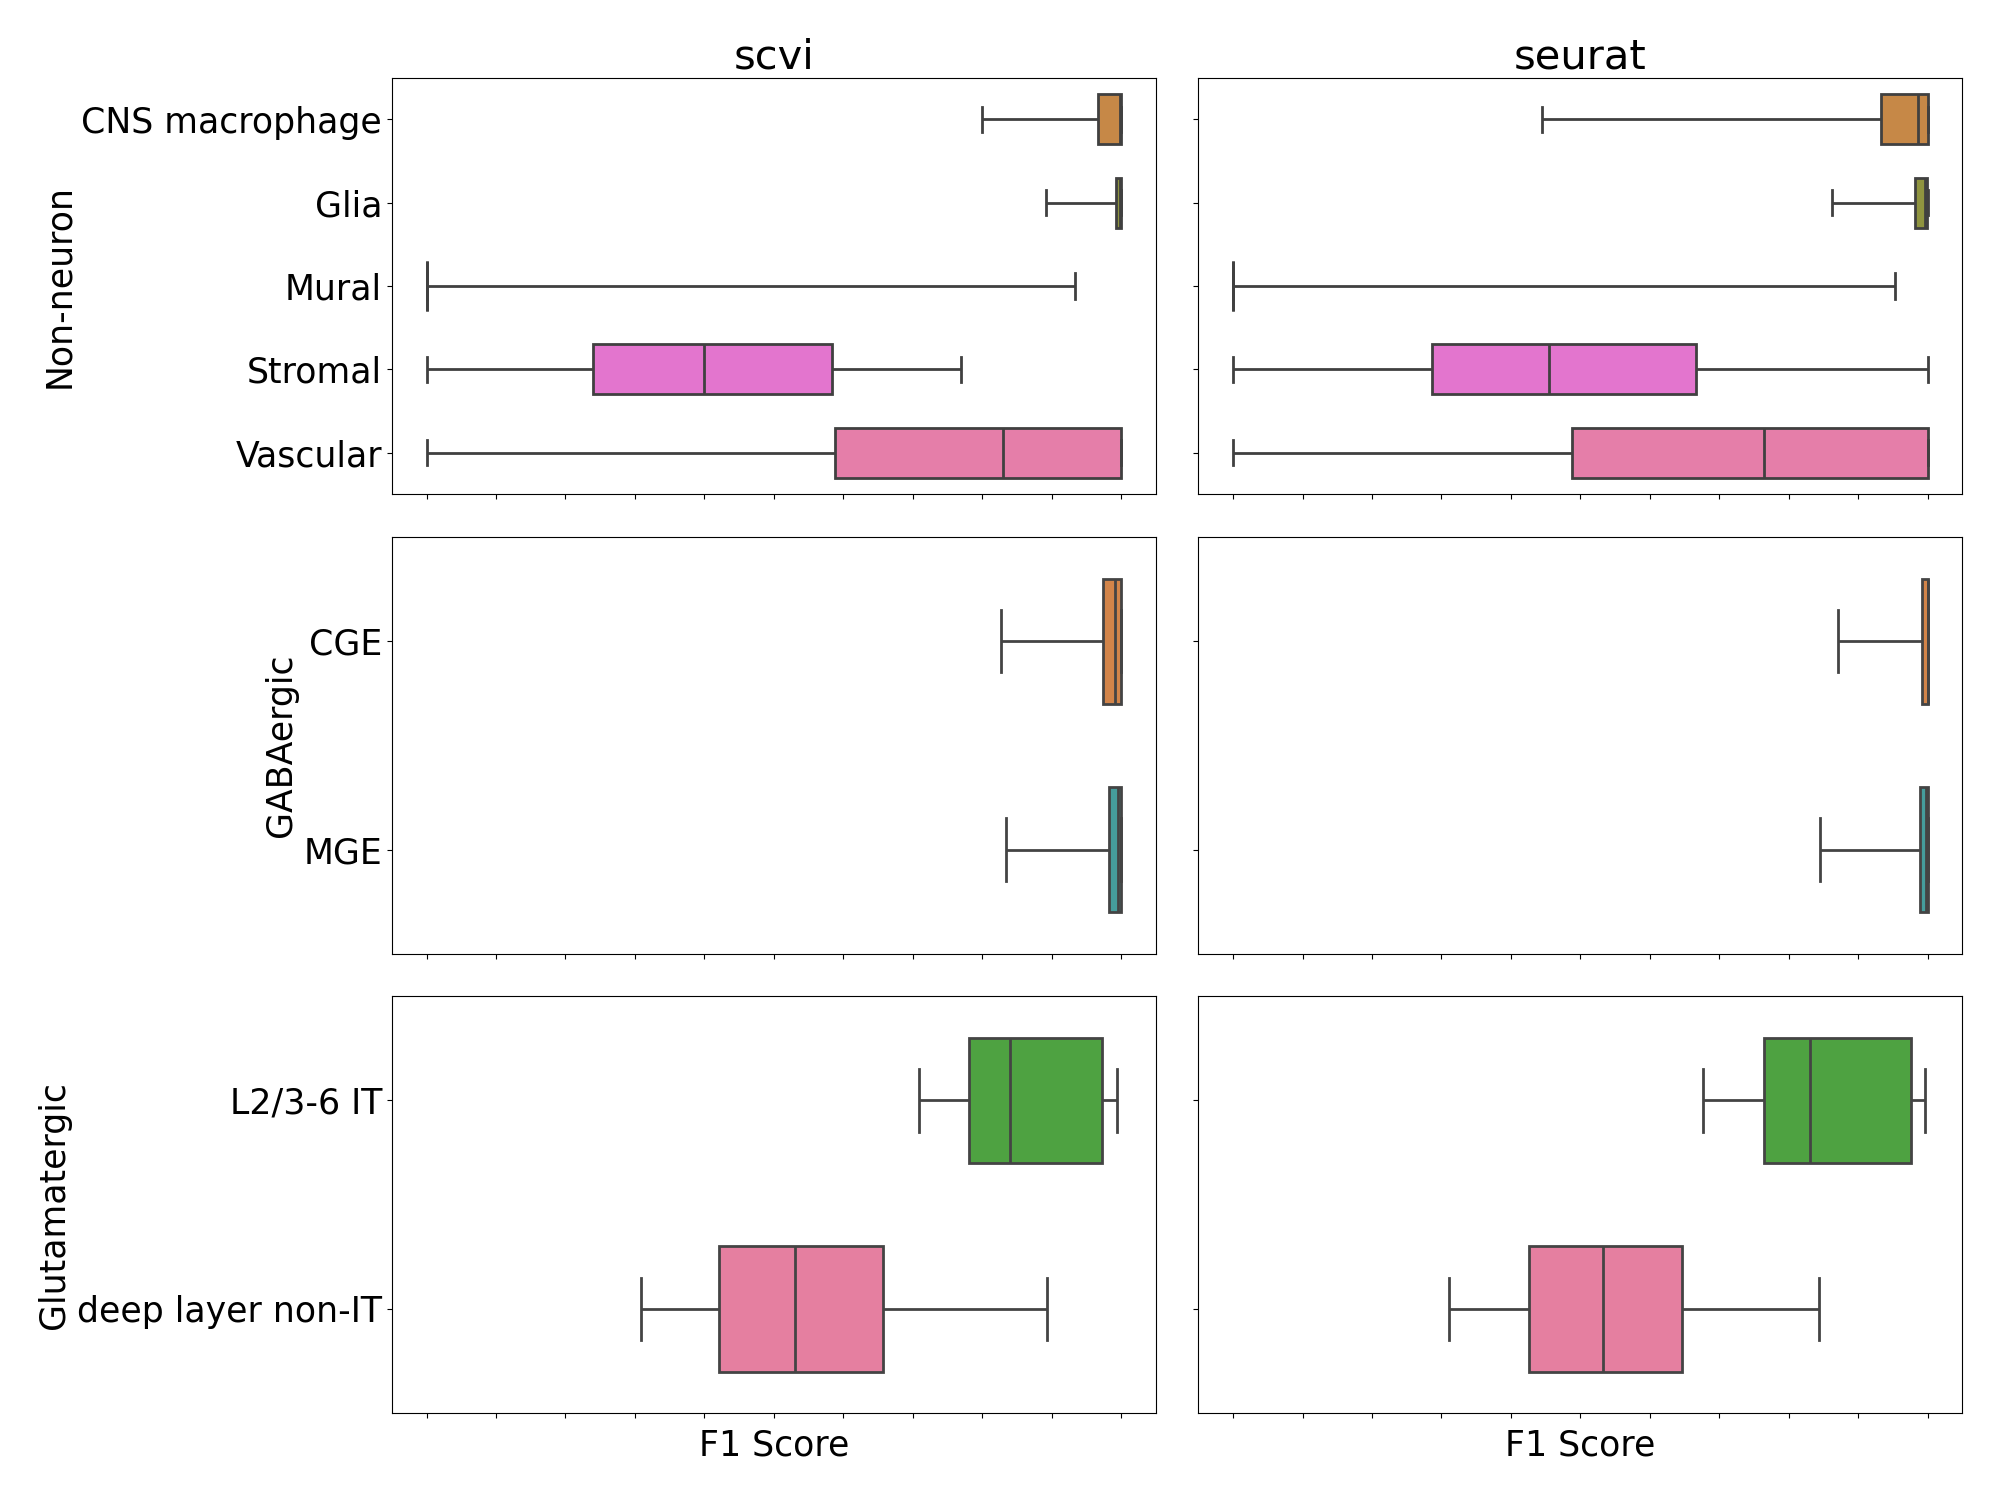 scvi
seurat
Non-neuron
CNS macrophage
Glia
Mural
Stromal
Vascular
GABAergic
CGE
MGE
Glutamatergic
L2/3-6 IT
deep layer non-IT
F1 Score
F1 Score